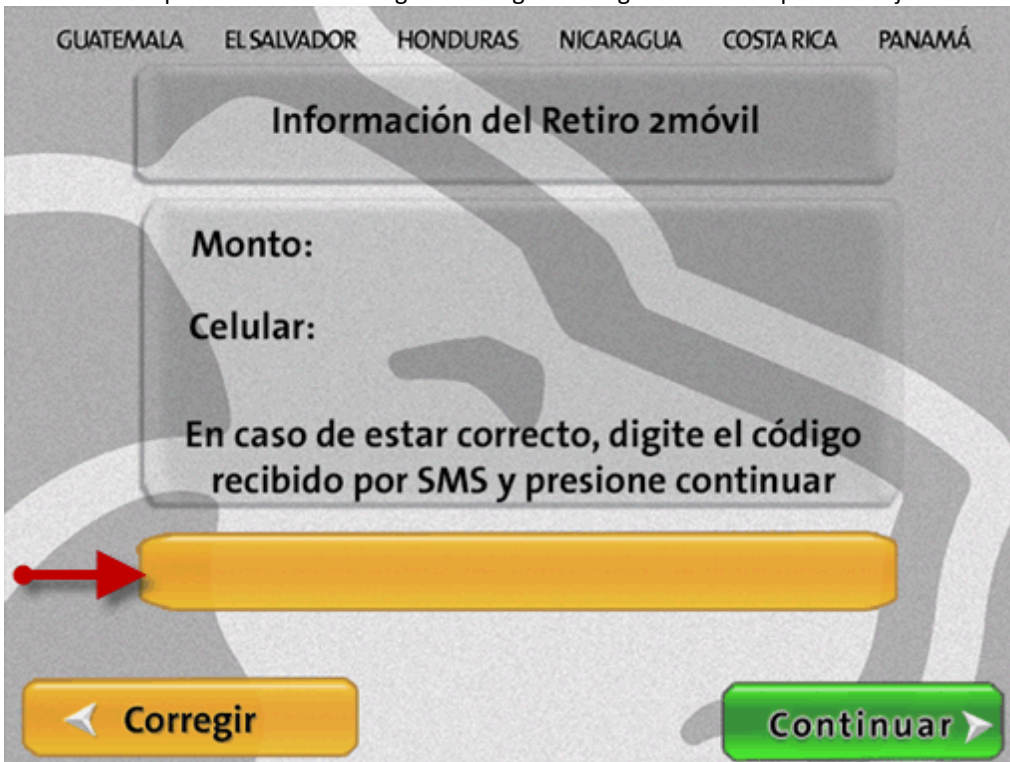 GUATEMALA EL SALVADOR HONDURAS NICARAGUA COSTA RICA PANAMÁ
Información del Retiro 2móvil
Monto:
Celular:
En caso de estar correcto, digite el código
recibido por SMS y presione continuar
Corregir
Continuar